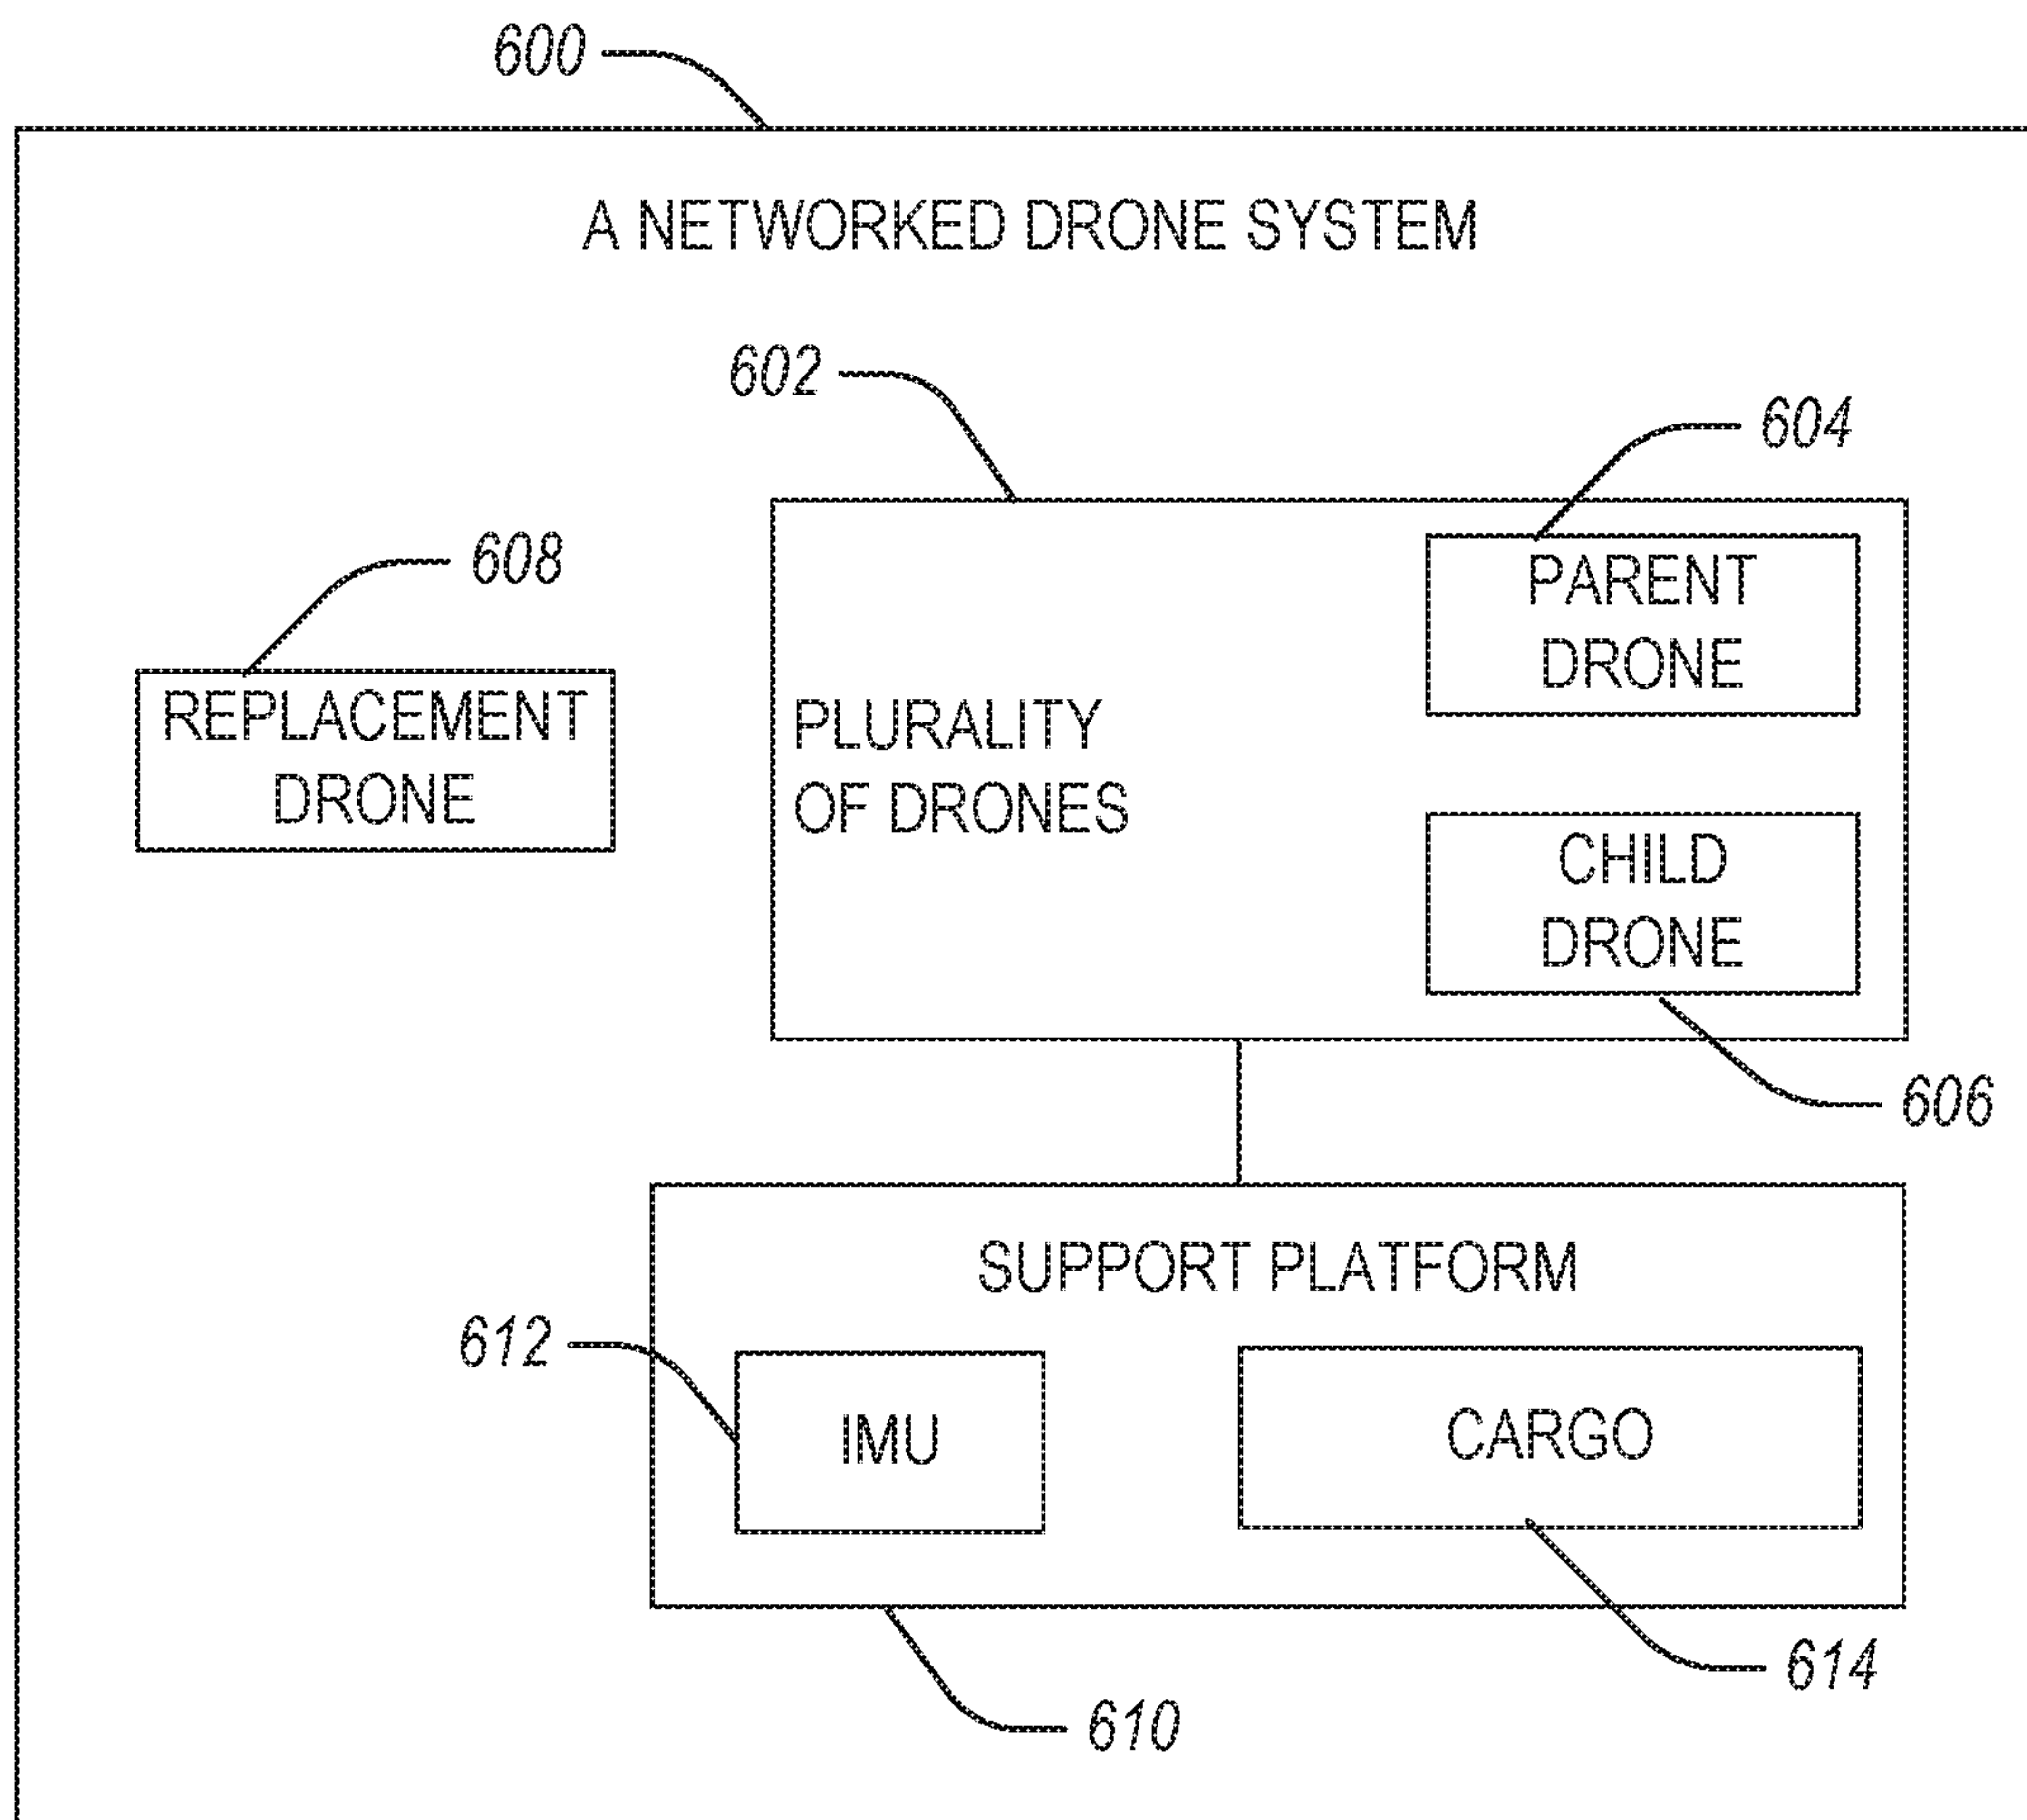 600
A NETWORKED DRONE SYSTEM
602
604
608
PARENT
DRONE
REPLACEMENT
DRONE
PLURALITY
OF DRONES
CHILD
DRONE
606
SUPPORT PLATFORM
612
IMU
CARGO
614
610